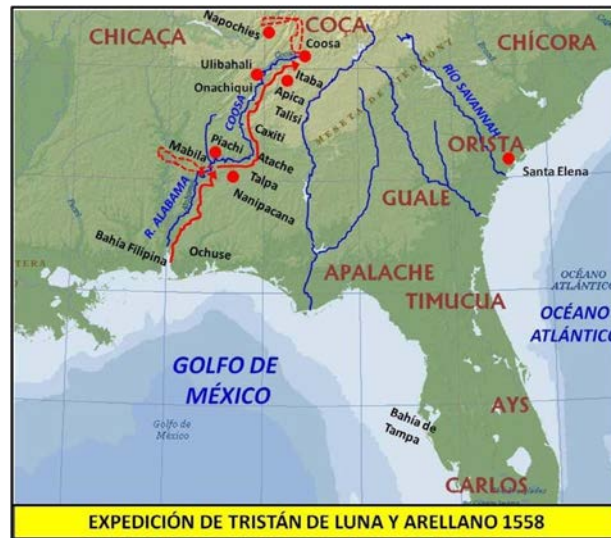 CHICAÇA
Napochies
COÇA
Coosa
CHÍCORA
Ulibahali
Onachiqui
Itaba
Apica
Talisi
MESETA DE PIEDMONT
RÍO SAVANNAH
COOSA
Caxiti
Piachi
Mabila
Atache
ORISTA
Santa Elena
Talpa
R. ALABAMA
Nanipacana
GUALE
Bahía Filipina
Ochuse
APALACHE
OCÉANO
ATLÁNTICO
TIMUCUA
OCÉANO
ATLÁNTICO
GOLFO DE
MÉXICO
Golfo de
México
Bahía de
Tampa
AYS
CARLOS
EXPEDICIÓN DE TRISTÁN DE LUNA Y ARELLANO 1558